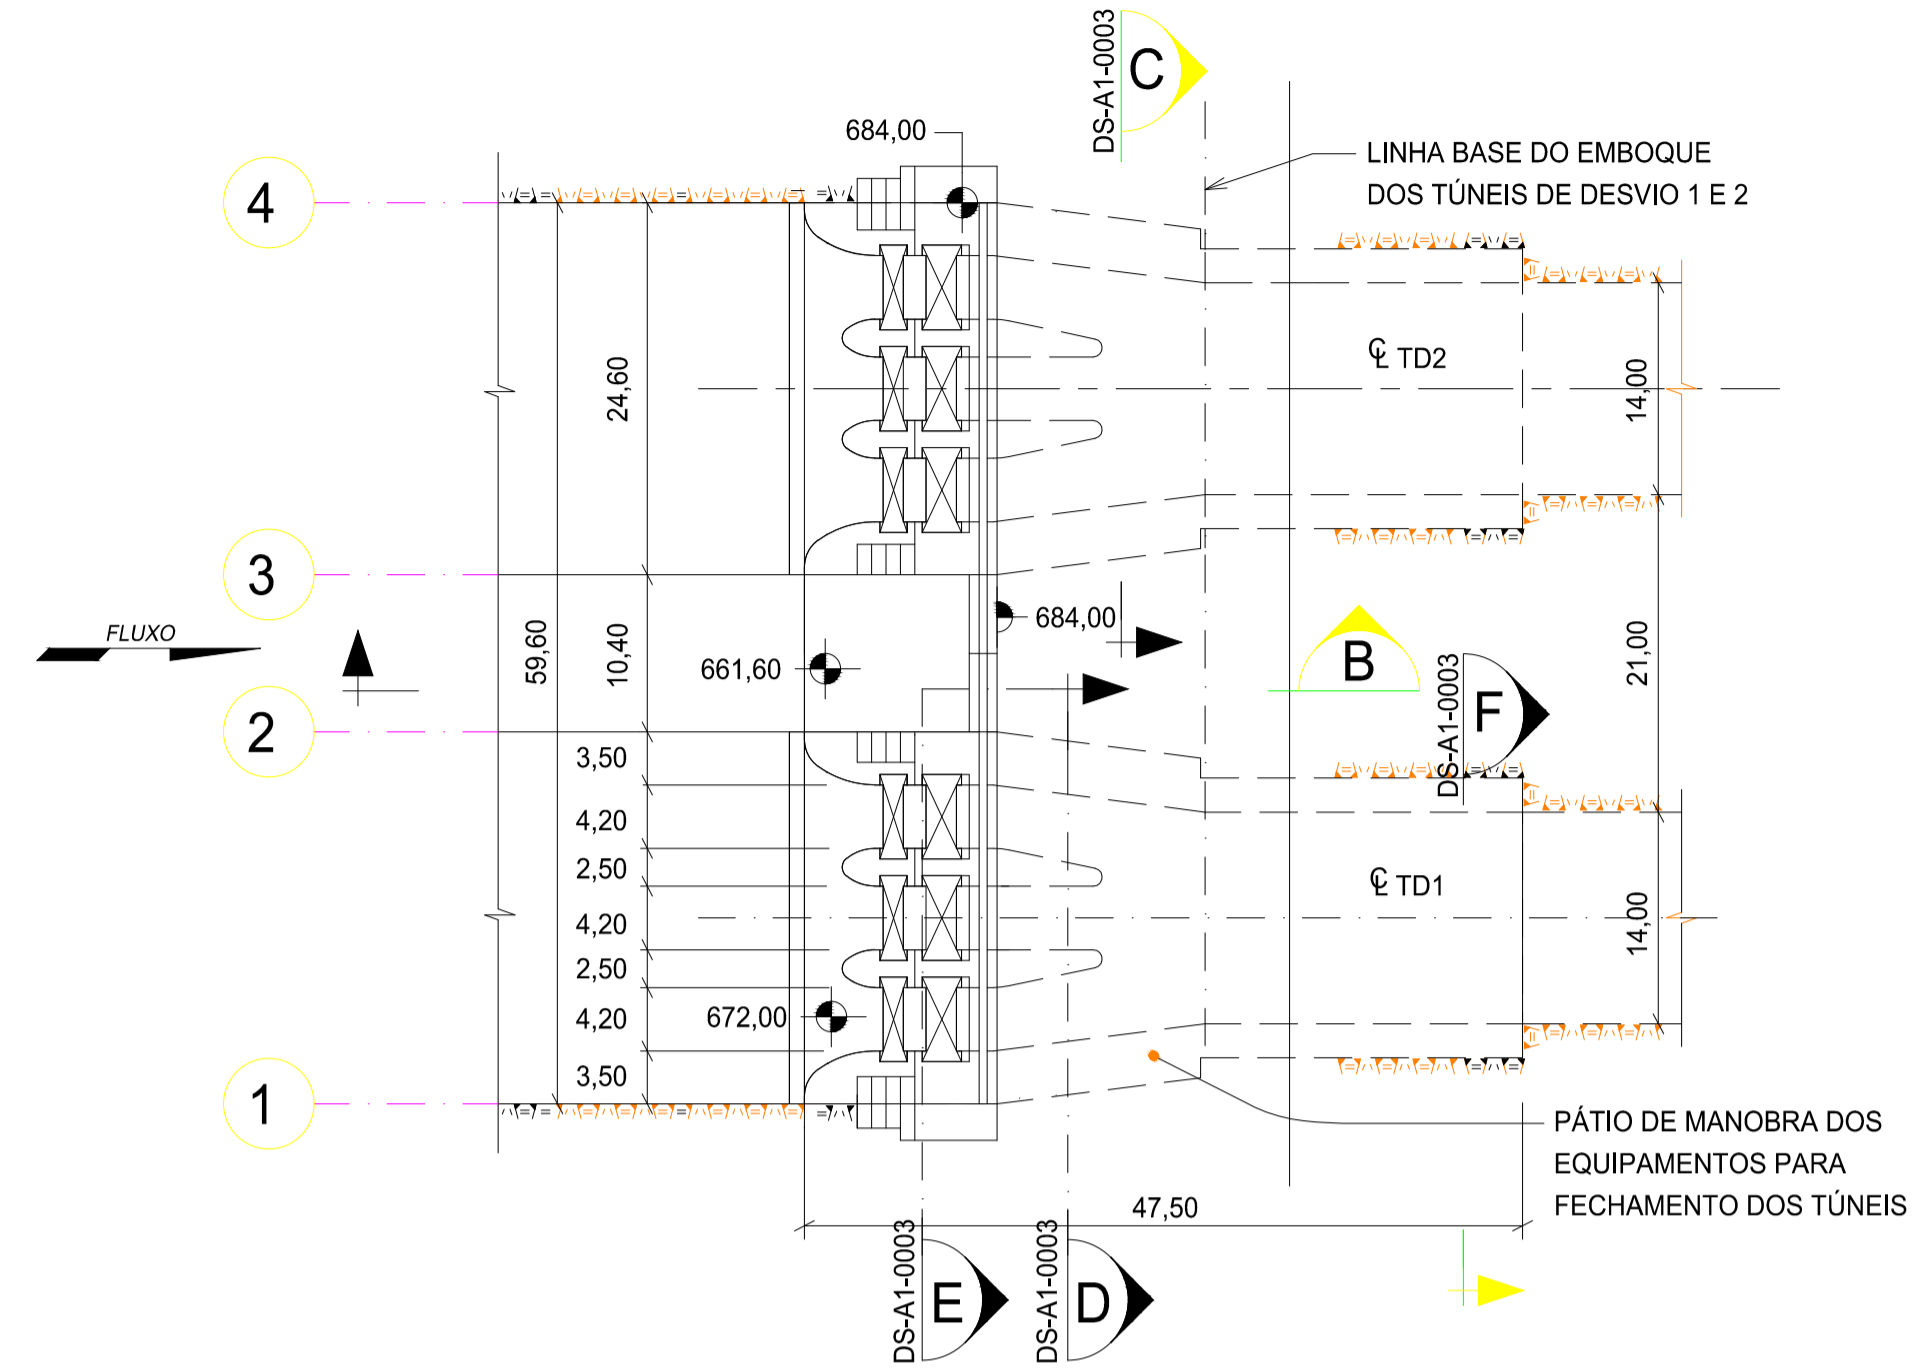 DS-A1-0003
C
684,00
LINHA BASE DO EMBOQUE
DOS TÚNEIS DE DESVIO 1 E 2
4
℄ TD2
24,60
14,00
3
684,00
FLUXO
59,60
10,40
661,60
B
DS-A1-0003
F
21,00
2
3,50
4,20
2,50
4,20
2,50
4,20
3,50
℄ TD1
14,00
672,00
1
PÁTIO DE MANOBRA DOS
EQUIPAMENTOS PARA
FECHAMENTO DOS TÚNEIS
47,50
DS-A1-0003
E
DS-A1-0003
D